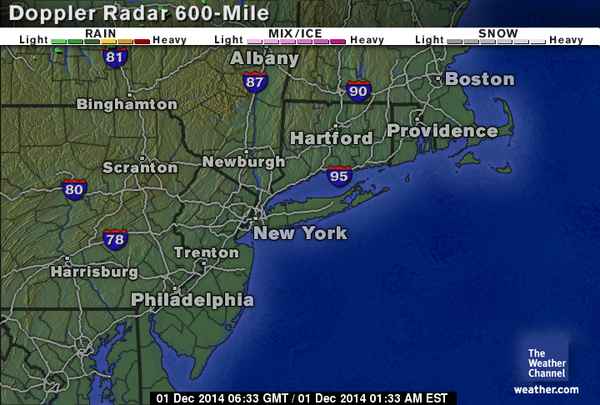 Doppler Radar 600-Mile
RAIN MIX/ICE SNOW
Light Heavy Light Heavy Light Heavy
81
Albany
Boston
87
90
Binghamton
Hartford
Providence
Newburgh
Scranton
95
80
New York
78
Trenton
Harrisburg
Philadelphia
The
Weather
Channel
weather.com
01 Dec 2014 06:33 GMT / 01 Dec 2014 01:33 AM EST